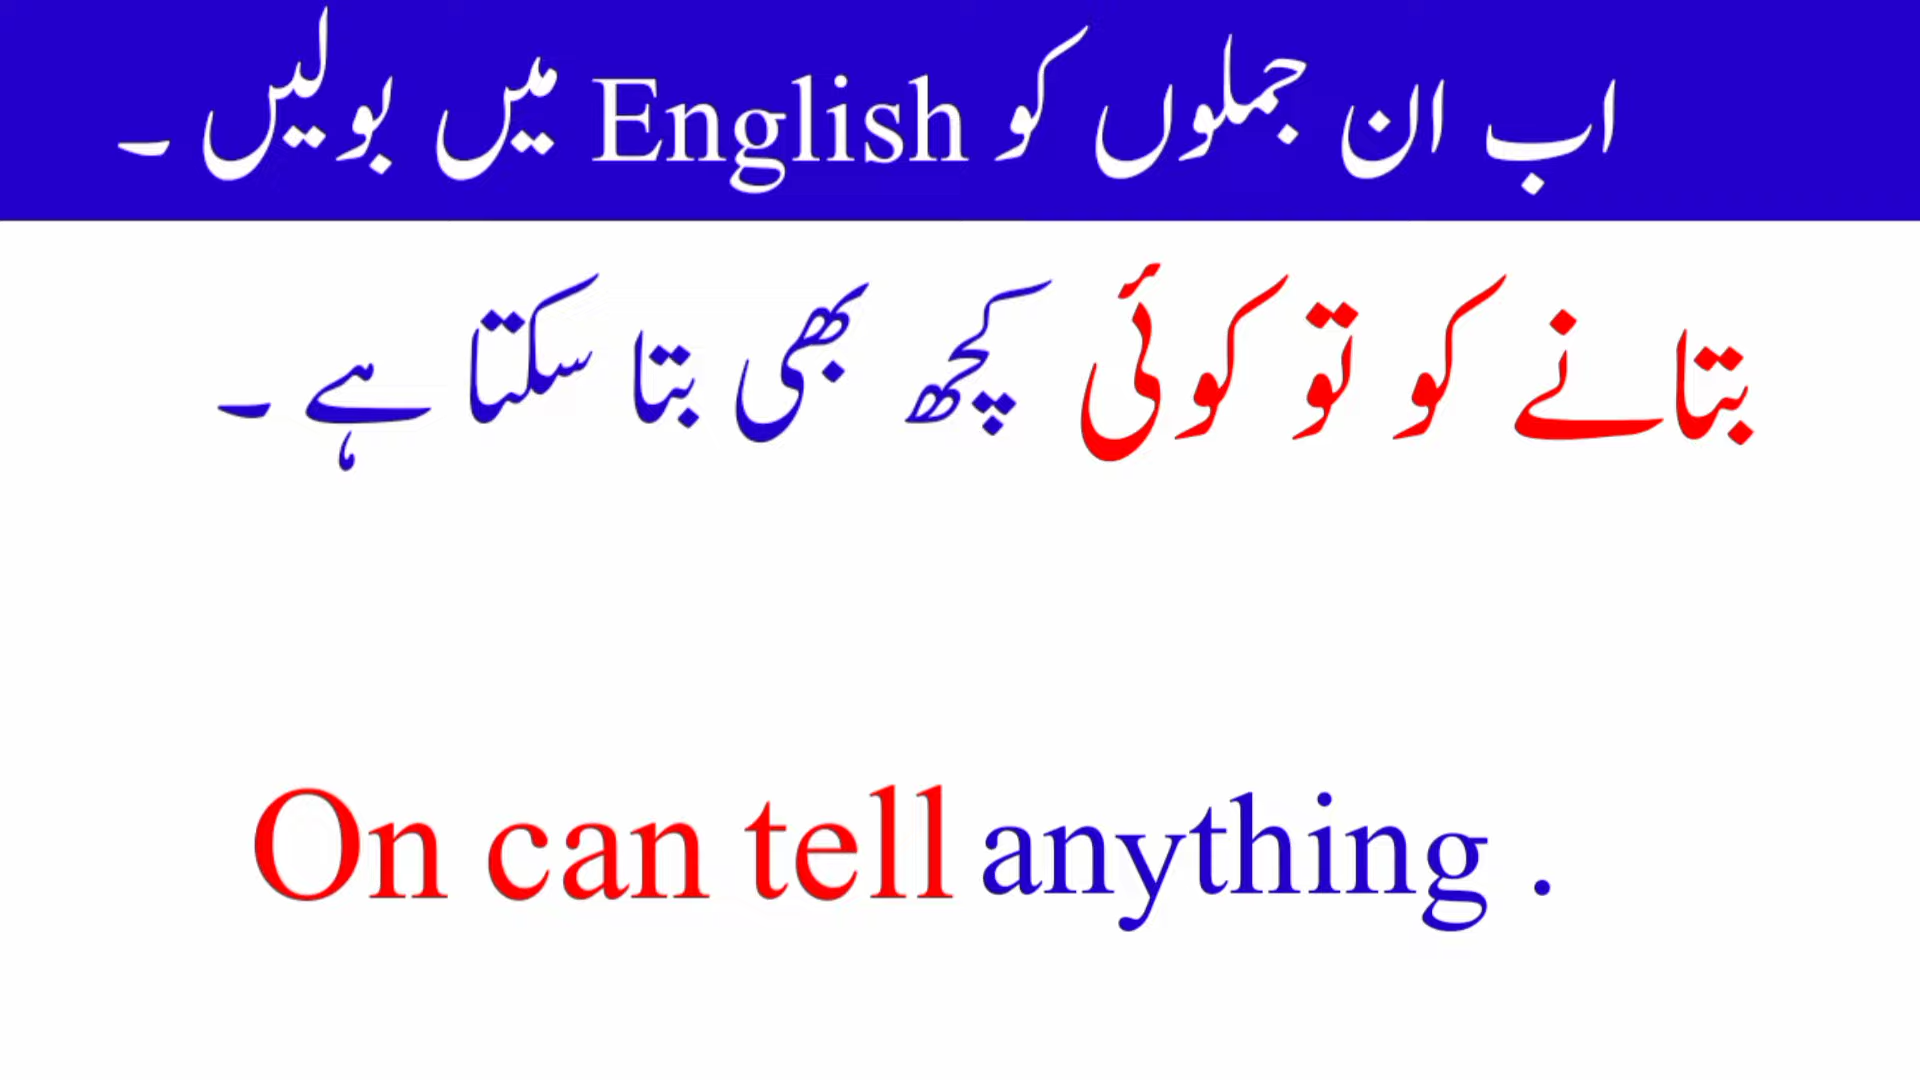 اب ان جملوں کو English میں بولیں ۔
بتانے کو تو کوئی کچھ بھی بتا سکتا ہے ۔
On can tell anything .